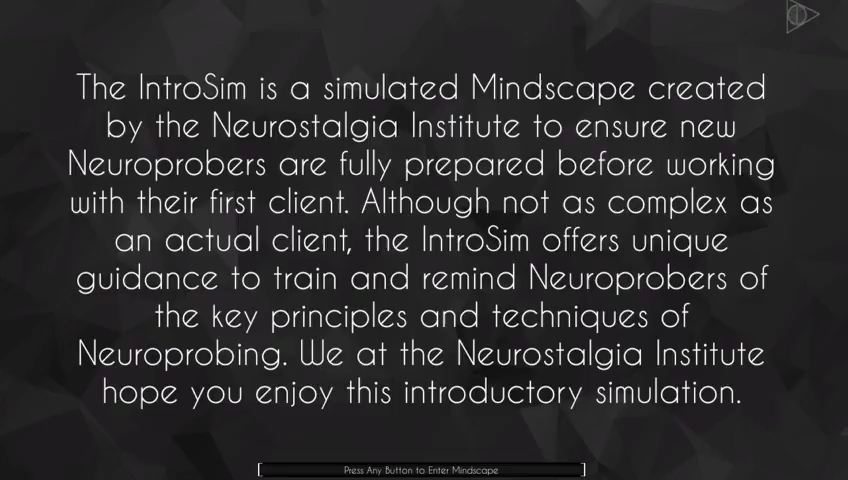 The IntroSim is a simulated Mindscape created
by the Neurostalgia Institute to ensure new
Neuroprobers are fully prepared before working
with their first client. Although not as complex as
an actual client, the IntroSim offers unique
guidance to train and remind Neuroprobers of
the key principles and techniques of
Neuroprobing. We at the Neurostalgia Institute
hope you enjoy this introductory simulation.
Press Any Button to Enter Mindscape